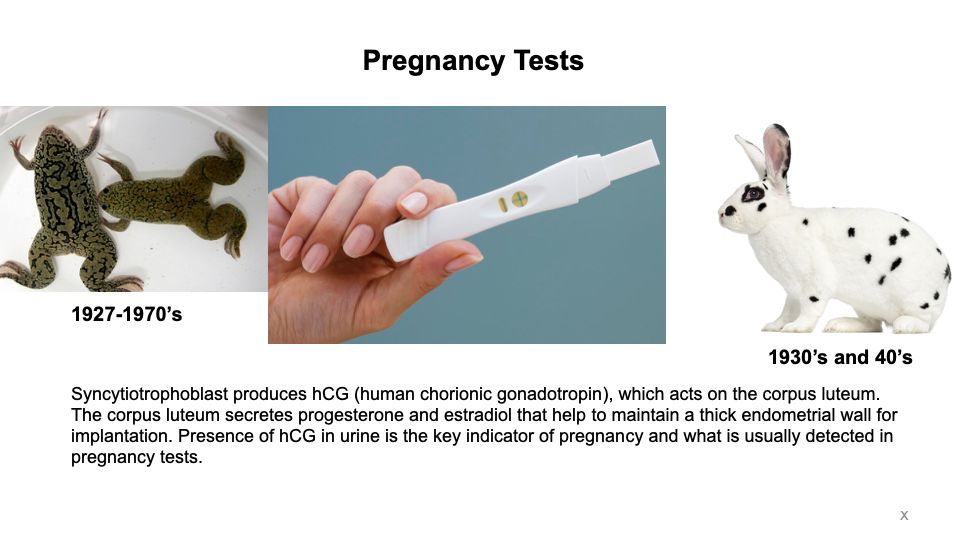 Pregnancy Tests
1927-1970’s
1930’s and 40’s
Syncytiotrophoblast produces hCG (human chorionic gonadotropin), which acts on the corpus luteum.
The corpus luteum secretes progesterone and estradiol that help to maintain a thick endometrial wall for
implantation. Presence of hCG in urine is the key indicator of pregnancy and what is usually detected in
pregnancy tests.
x